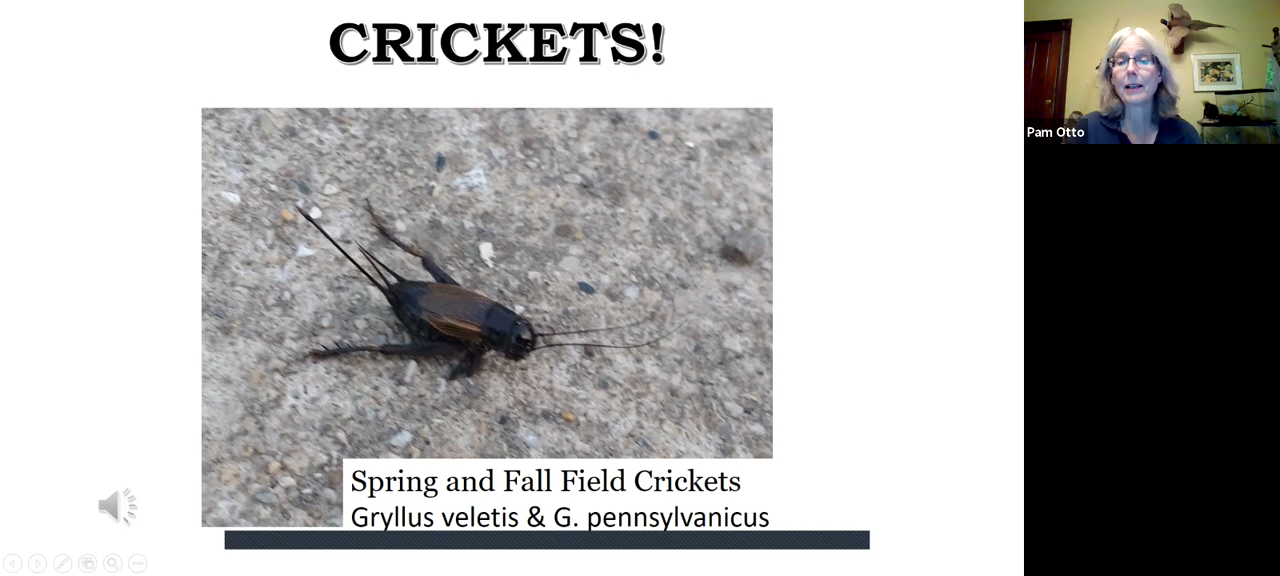 CRICKETS!
Pam Otto
Spring and Fall Field Crickets
Gryllus veletis & G. pennsylvanicus